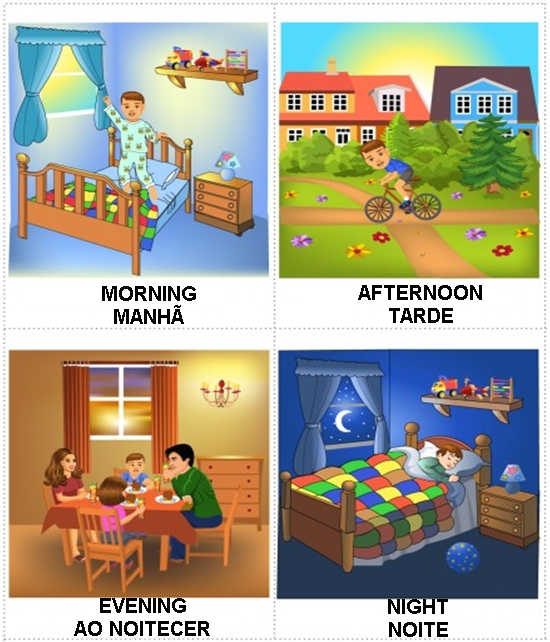 MORNING
MANHÃ
AFTERNOON
TARDE
EVENING
AO NOITECER
NIGHT
NOITE